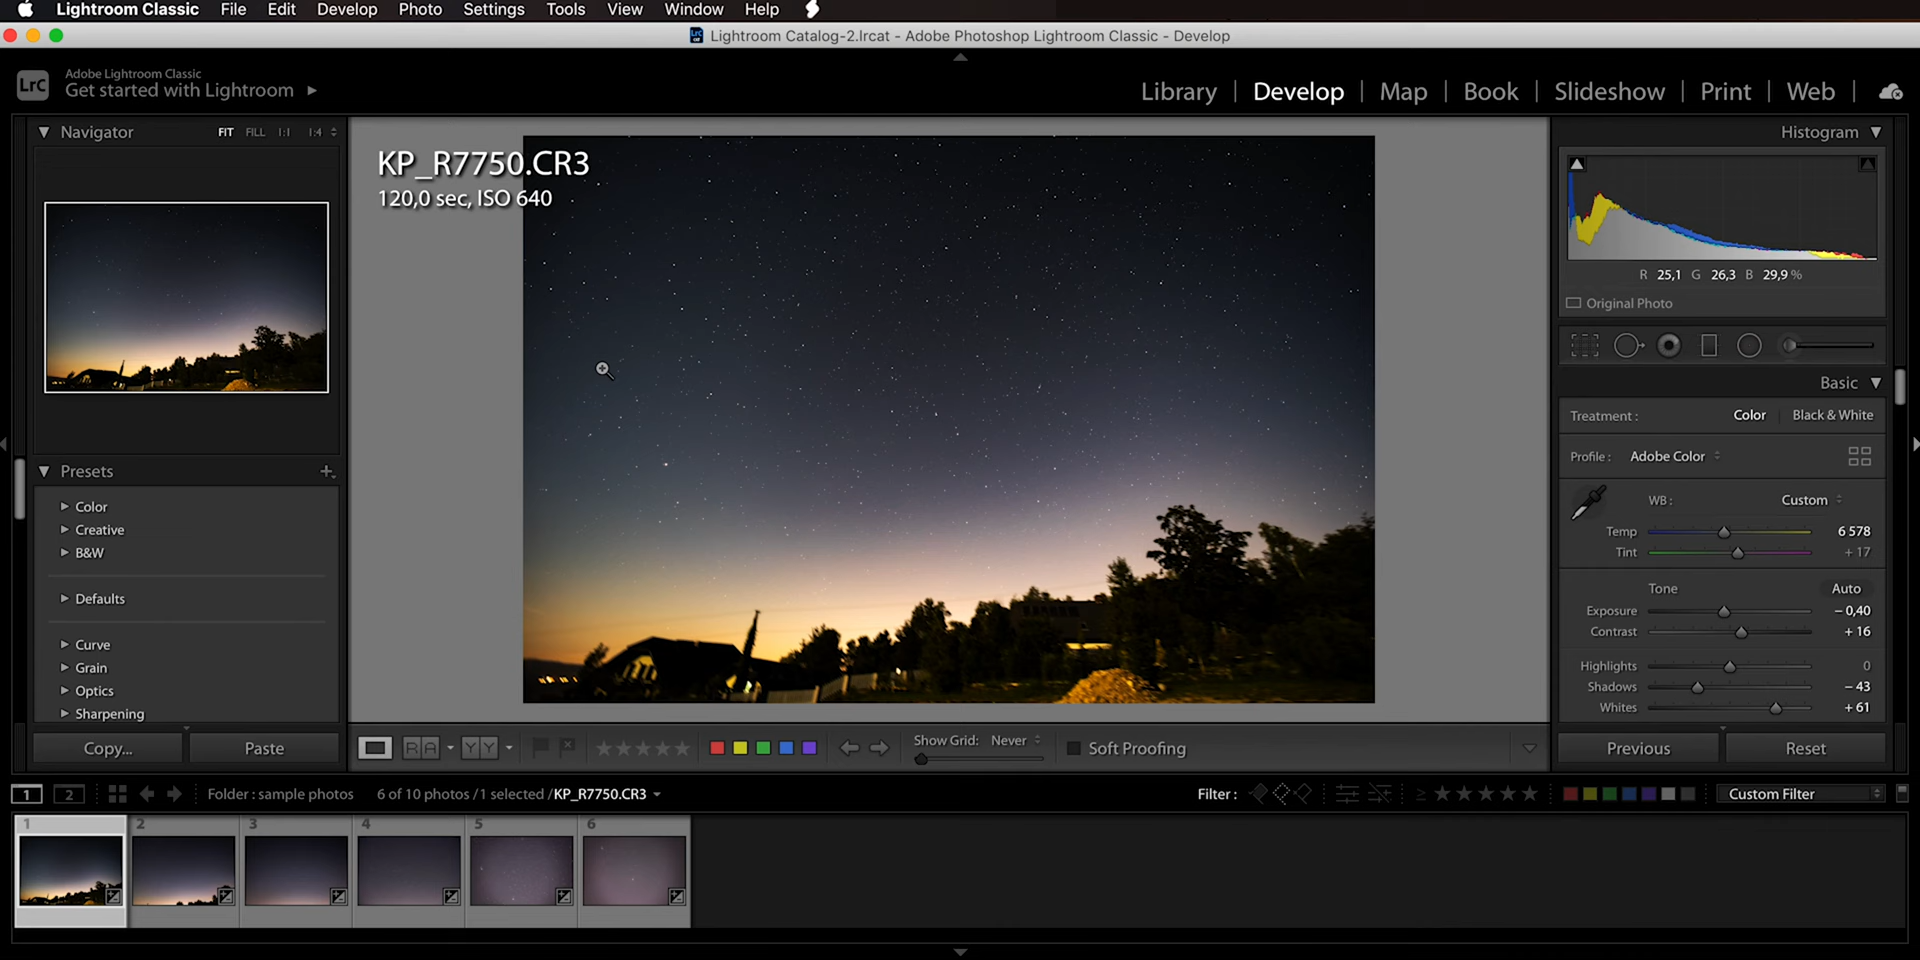 Lightroom Classic File Edit Develop Photo Settings Tools View Window Help
Lightroom Catalog-2.lrcat - Adobe Photoshop Lightroom Classic - Develop
LrC
Adobe Lightroom Classic
Get started with Lightroom
Library | Develop | Map | Book | Slideshow | Print | Web
Navigator FIT FILL 1:1 1:4
KP_R7750.CR3
120,0 sec, ISO 640
Presets
Color
Creative
B&W
Defaults
Curve
Grain
Optics
Sharpening
Copy... Paste
Histogram
R 25,1 G 26,3 B 29,9 %
Original Photo
Basic
Treatment : Color Black & White
Profile : Adobe Color
WB : Custom
Temp 6 578
Tint + 17
Tone Auto
Exposure − 0,40
Contrast + 16
Highlights 0
Shadows − 43
Whites + 61
Previous Reset
R A Y Y Show Grid: Never Soft Proofing
1 2 Folder : sample photos 6 of 10 photos /1 selected /KP_R7750.CR3 Filter : ≥ Custom Filter
1 2 3 4 5 6